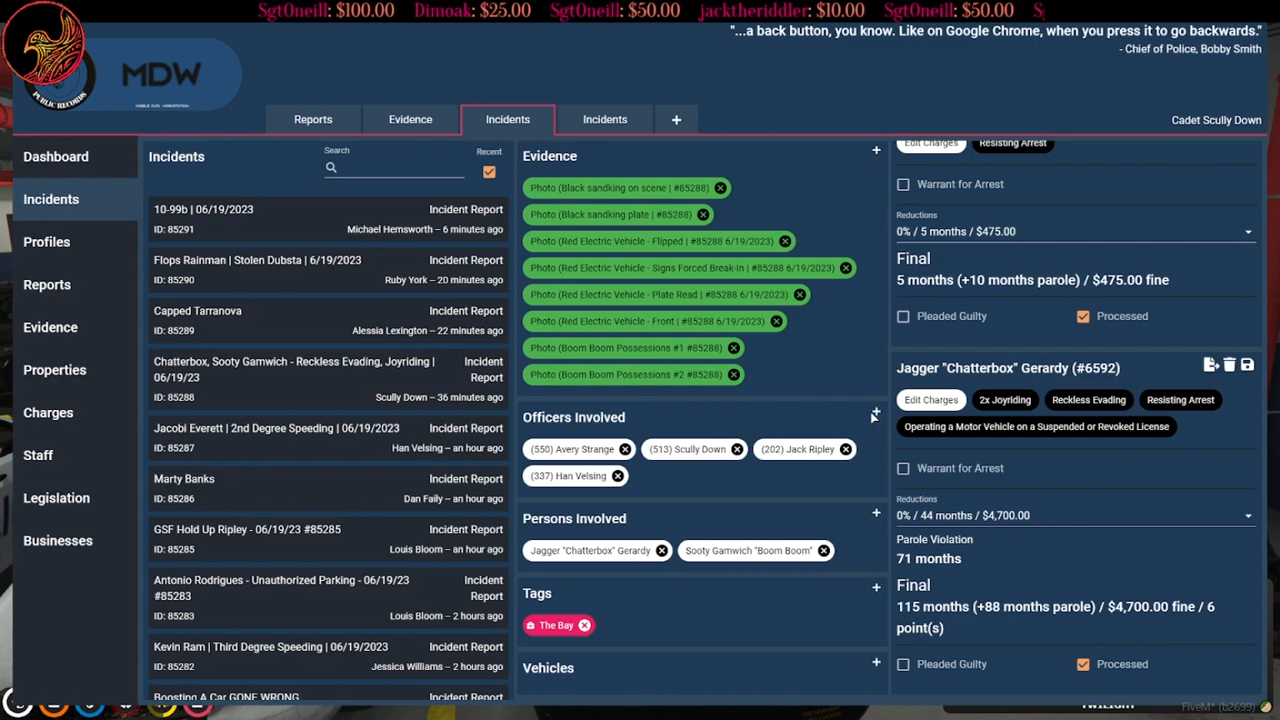 SgtOneill: $100.00 Dimoak: $25.00 SgtOneill: $50.00 jacktheriddler: $10.00 SgtOneill: $50.00 S
"...a back button, you know. Like on Google Chrome, when you press it to go backwards."
- Chief of Police, Bobby Smith
MDW
MOBILE DATA WORKSTATION
PUBLIC RECORDS
Reports
Evidence
Incidents
Incidents
+
Cadet Scully Down
Dashboard
Incidents
Profiles
Reports
Evidence
Properties
Charges
Staff
Legislation
Businesses
Incidents
Search
Recent
10-99b | 06/19/2023
Incident Report
ID: 85291
Michael Hemsworth – 6 minutes ago
Flops Rainman | Stolen Dubsta | 6/19/2023
Incident Report
ID: 85290
Ruby York – 20 minutes ago
Capped Tarranova
Incident Report
ID: 85289
Alessia Lexington – 22 minutes ago
Chatterbox, Sooty Gamwich - Reckless Evading, Joyriding |
06/19/23
Incident
Report
ID: 85288
Scully Down – 36 minutes ago
Jacobi Everett | 2nd Degree Speeding | 06/19/23
Incident Report
ID: 85287
Han Velsing – an hour ago
Marty Banks
Incident Report
ID: 85286
Dan Faily – an hour ago
GSF Hold Up Ripley - 06/19/23 #85285
Incident Report
ID: 85285
Louis Bloom – an hour ago
Antonio Rodrigues - Unauthorized Parking - 06/19/23
#85283
Incident
Report
ID: 85283
Louis Bloom – 2 hours ago
Kevin Ram | Third Degree Speeding | 06/19/2023
Incident Report
ID: 85282
Jessica Williams – 2 hours ago
Boosting A Car GONE WRONG
Evidence
+
Photo (Black sandking on scene | #85288)
Photo (Black sandking plate | #85288)
Photo (Red Electric Vehicle - Flipped | #85288 6/19/2023)
Photo (Red Electric Vehicle - Signs Forced Break-In | #85288 6/19/2023)
Photo (Red Electric Vehicle - Plate Read | #85288 6/19/2023)
Photo (Red Electric Vehicle - Front | #85288 6/19/2023)
Photo (Boom Boom Possessions #1 #85288)
Photo (Boom Boom Possessions #2 #85288)
Officers Involved
+
(550) Avery Strange
(513) Scully Down
(202) Jack Ripley
(337) Han Velsing
Persons Involved
+
Jagger "Chatterbox" Gerardy
Sooty Gamwich "Boom Boom"
Tags
+
The Bay
Vehicles
+
Edit Charges
Resisting Arrest
Warrant for Arrest
Reductions
0% / 5 months / $475.00
Final
5 months (+10 months parole) / $475.00 fine
Pleaded Guilty
Processed
Jagger "Chatterbox" Gerardy (#6592)
Edit Charges
2x Joyriding
Reckless Evading
Resisting Arrest
Operating a Motor Vehicle on a Suspended or Revoked License
Warrant for Arrest
Reductions
0% / 44 months / $4,700.00
Parole Violation
71 months
Final
115 months (+88 months parole) / $4,700.00 fine / 6
point(s)
Pleaded Guilty
Processed
TWILIGHT
FiveM* (b2699)